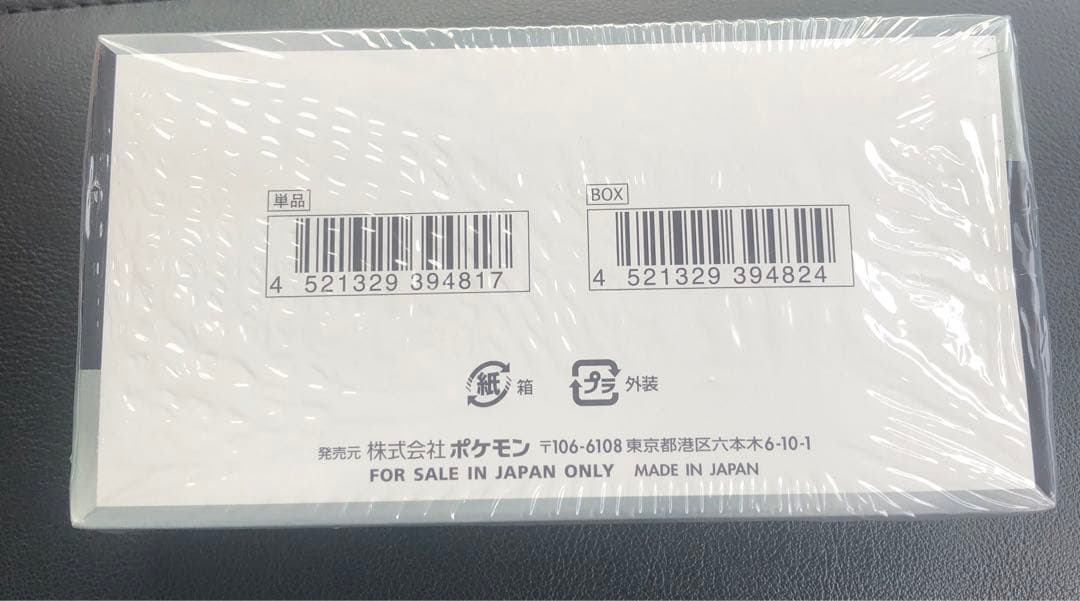 単品
4 521329 394817
BOX
4 521329 394824
紙 箱
プラ 外装
発売元 株式会社 ポケモン 〒106-6108 東京都港区六本木6-10-1
FOR SALE IN JAPAN ONLY MADE IN JAPAN